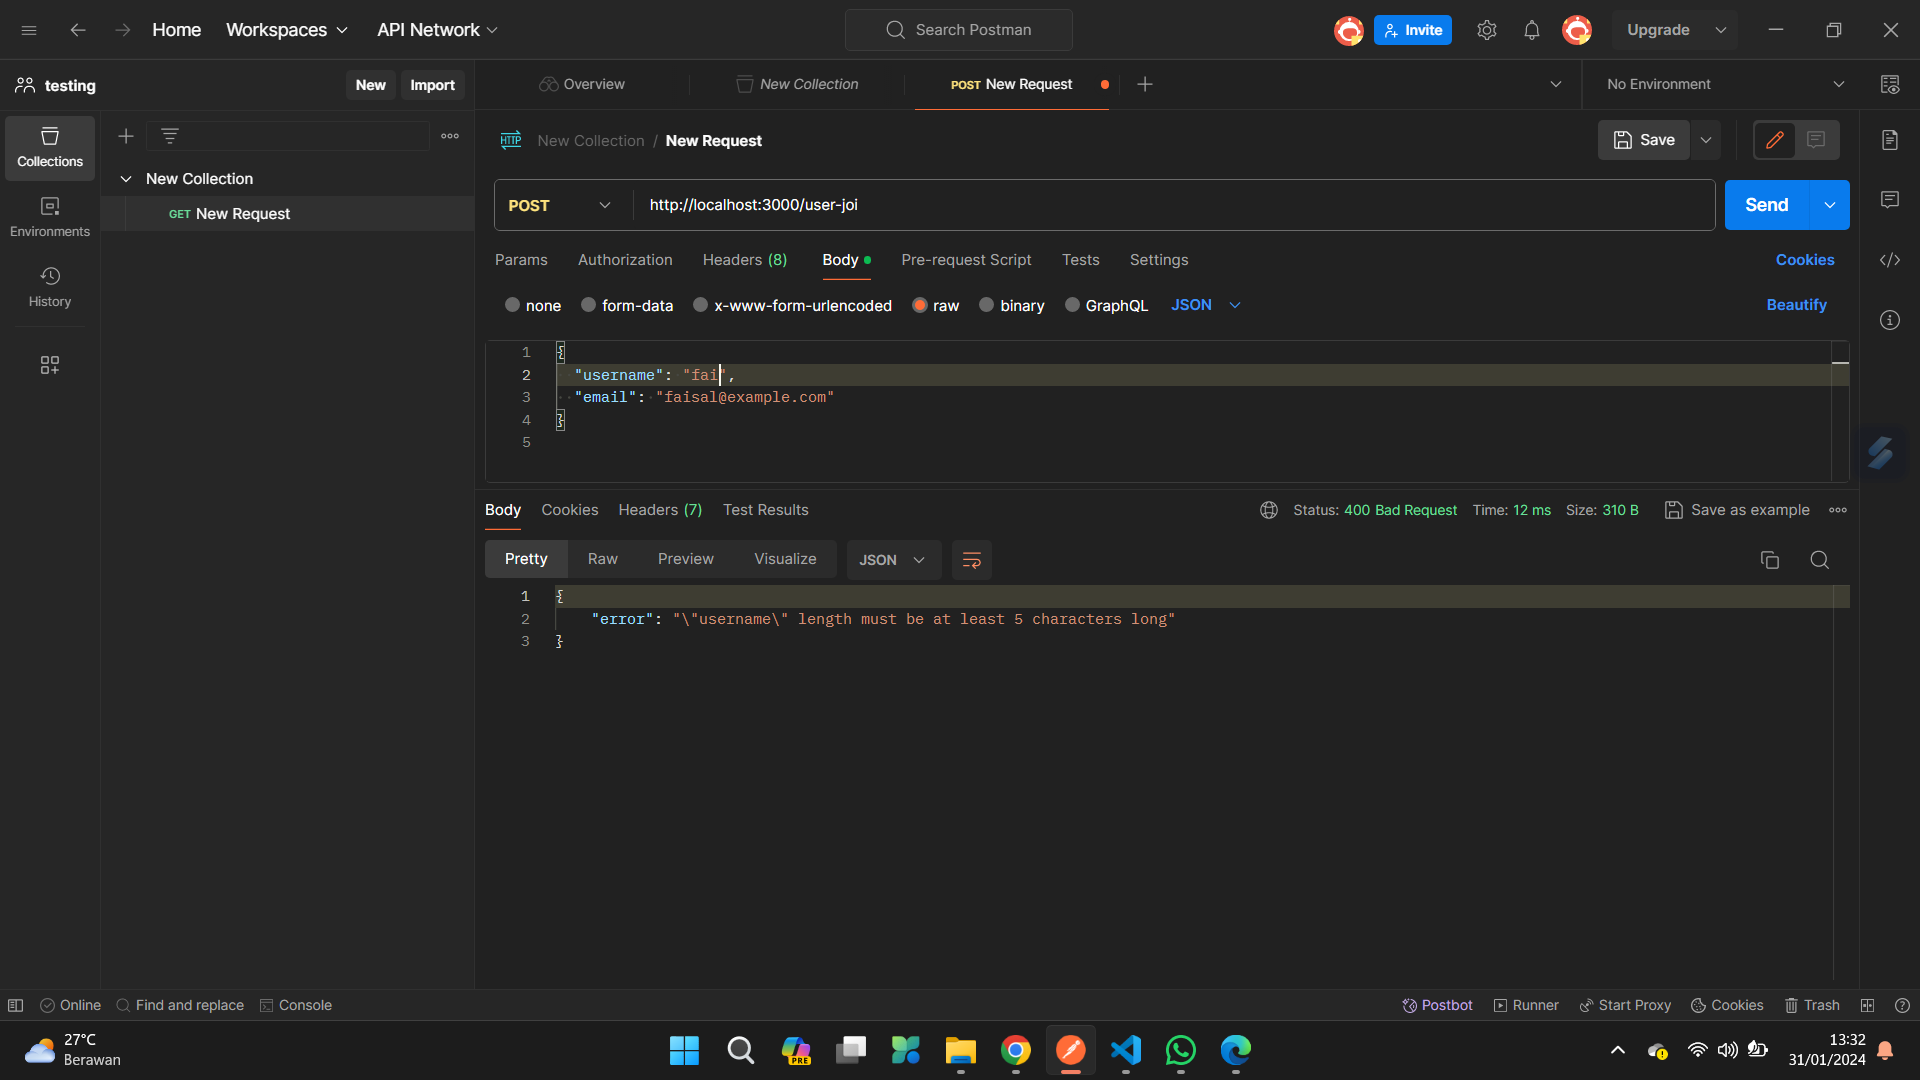 Home Workspaces API Network Search Postman Invite Upgrade
testing New Import Overview New Collection POST New Request No Environment
Collections
Environments
History
New Collection
GET New Request
HTTP New Collection / New Request Save
POST http://localhost:3000/user-joi Send
Params Authorization Headers (8) Body Pre-request Script Tests Settings Cookies
none form-data x-www-form-urlencoded raw binary GraphQL JSON Beautify
1 {
2 "username": "fai",
3 "email": "faisal@example.com"
4 }
5
Body Cookies Headers (7) Test Results Status: 400 Bad Request Time: 12 ms Size: 310 B Save as example
Pretty Raw Preview Visualize JSON
1 {
2 "error": "\"username\" length must be at least 5 characters long"
3 }
Online Find and replace Console Postbot Runner Start Proxy Cookies Trash
27°C
Berawan
PRE
13:32
31/01/2024